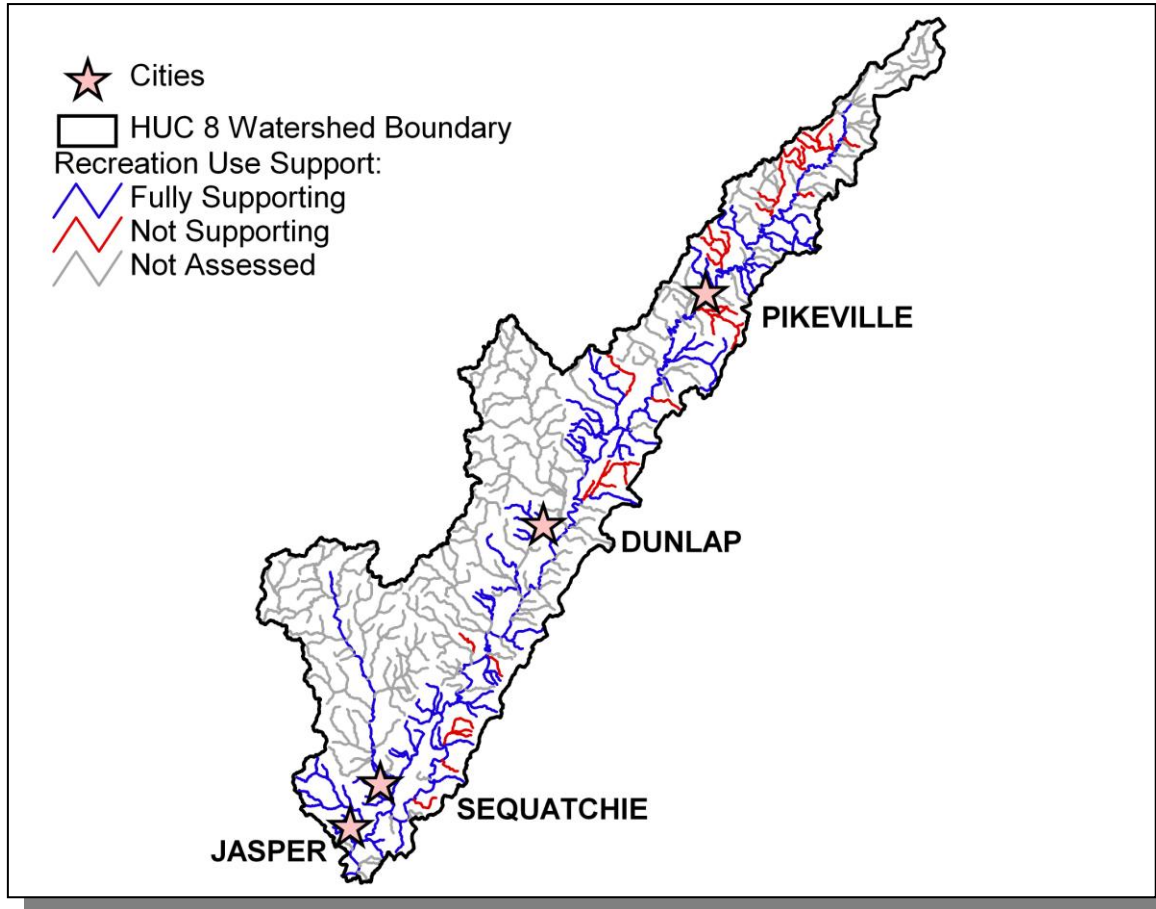 Cities
HUC 8 Watershed Boundary
Recreation Use Support:
Fully Supporting
Not Supporting
Not Assessed
PIKEVILLE
DUNLAP
SEQUATCHIE
JASPER